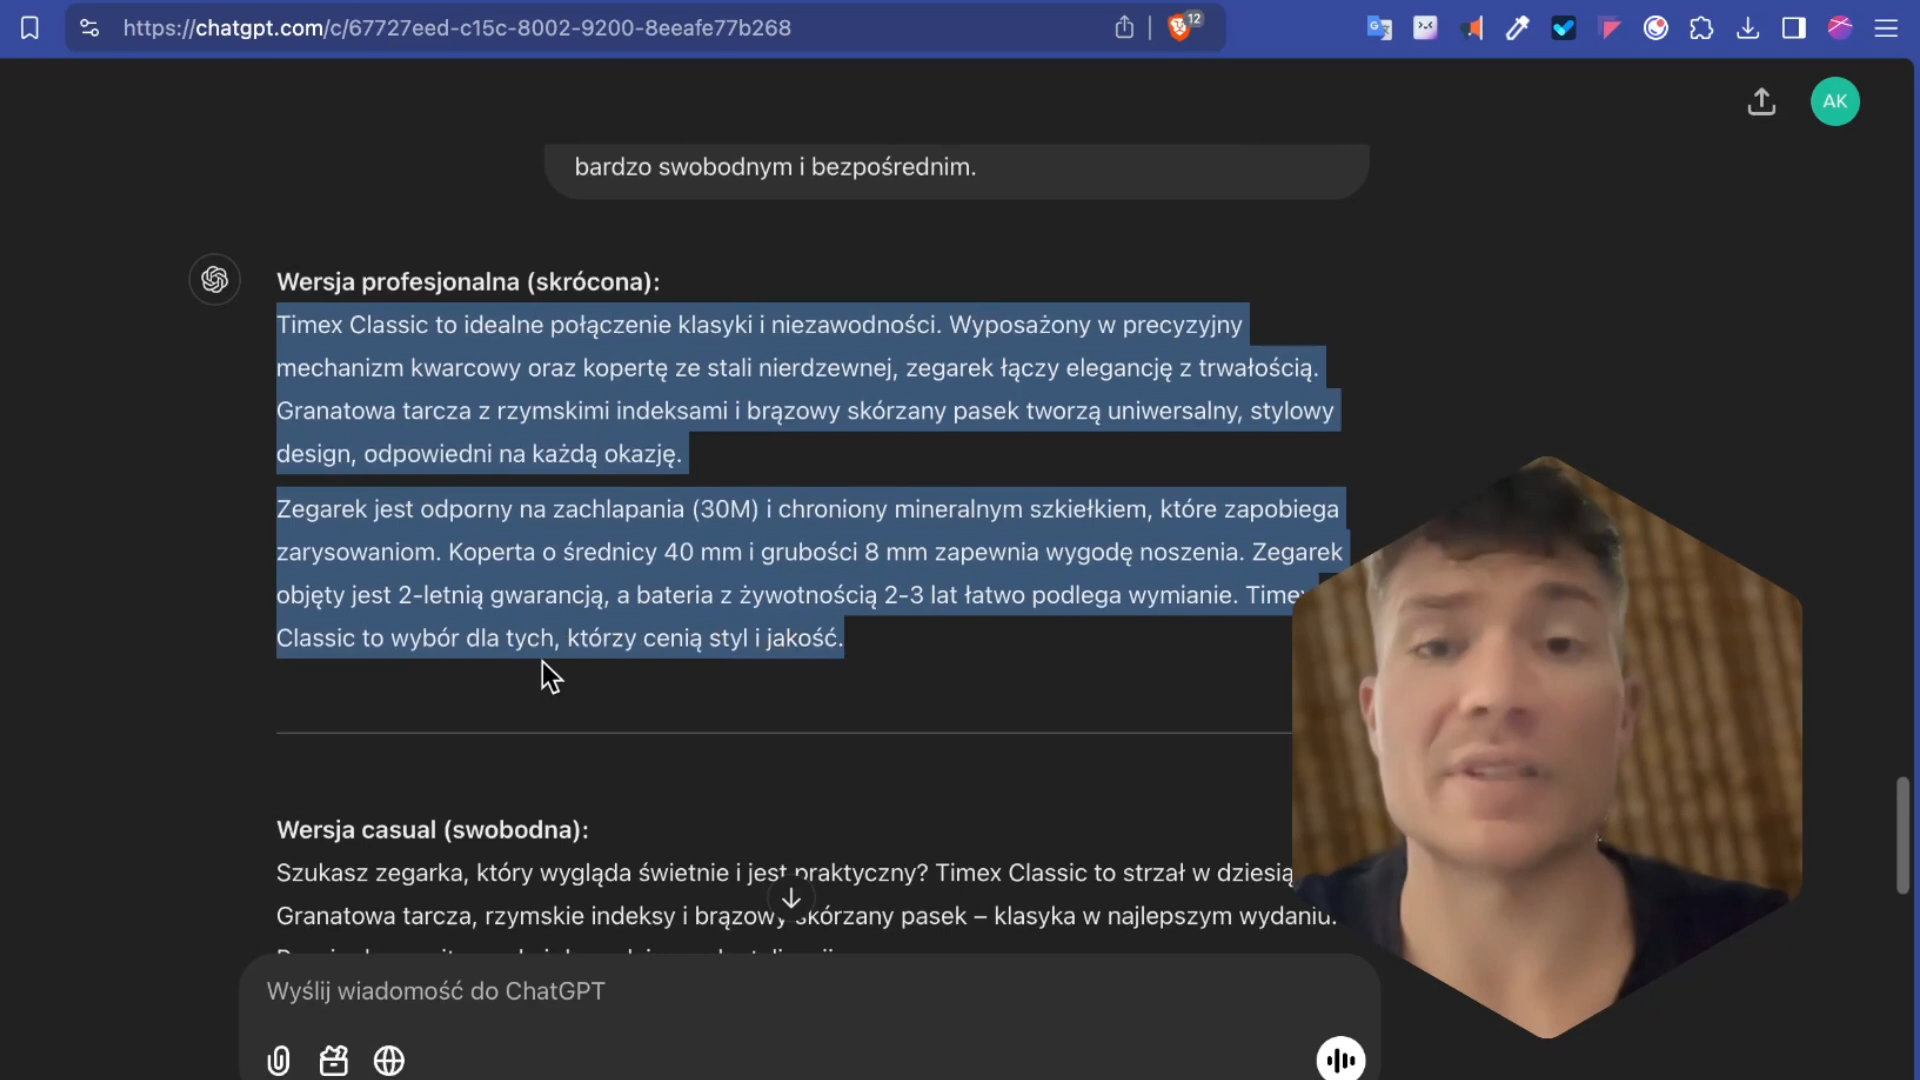 https://chatgpt.com/c/67727eed-c15c-8002-9200-8eeafe77b268
12
AK
bardzo swobodnym i bezpośrednim.
Wersja profesjonalna (skrócona):
Timex Classic to idealne połączenie klasyki i niezawodności. Wyposażony w precyzyjny
mechanizm kwarcowy oraz kopertę ze stali nierdzewnej, zegarek łączy elegancję z trwałością.
Granatowa tarcza z rzymskimi indeksami i brązowy skórzany pasek tworzą uniwersalny, stylowy
design, odpowiedni na każdą okazję.
Zegarek jest odporny na zachlapania (30M) i chroniony mineralnym szkiełkiem, które zapobiega
zarysowaniom. Koperta o średnicy 40 mm i grubości 8 mm zapewnia wygodę noszenia. Zegarek
objęty jest 2-letnią gwarancją, a bateria z żywotnością 2-3 lat łatwo podlega wymianie. Timex
Classic to wybór dla tych, którzy cenią styl i jakość.
Wersja casual (swobodna):
Szukasz zegarka, który wygląda świetnie i jest praktyczny? Timex Classic to strzał w dziesią
Granatowa tarcza, rzymskie indeksy i brązowy skórzany pasek – klasyka w najlepszym wydaniu.
Wyślij wiadomość do ChatGPT